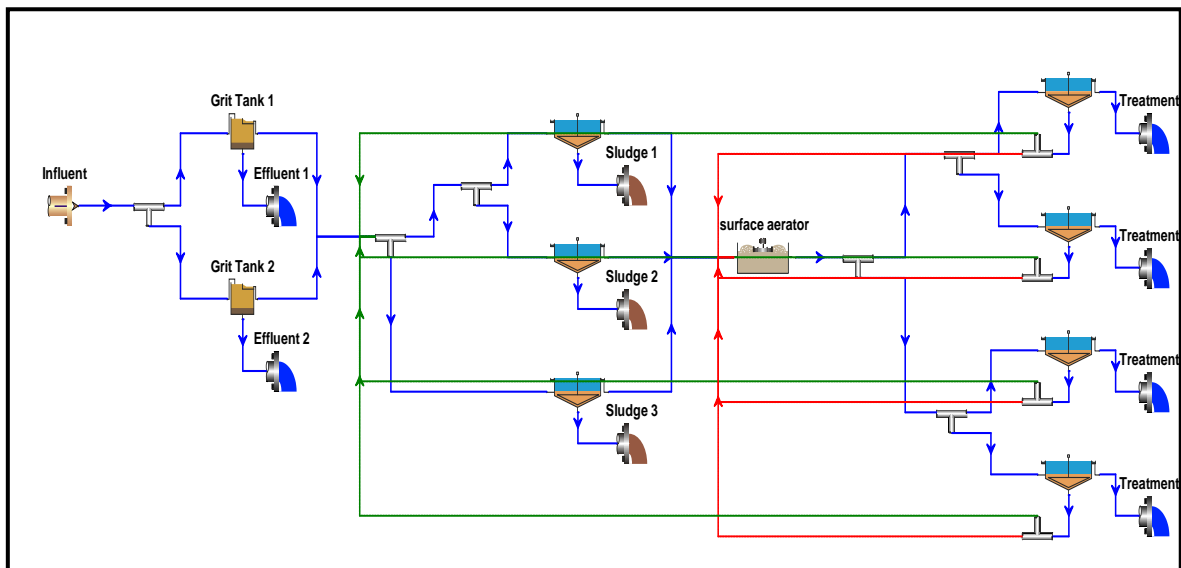 Influent
Grit Tank 1
Effluent 1
Grit Tank 2
Effluent 2
Sludge 1
Sludge 2
Sludge 3
surface aerator
Treatment
Treatment
Treatment
Treatment